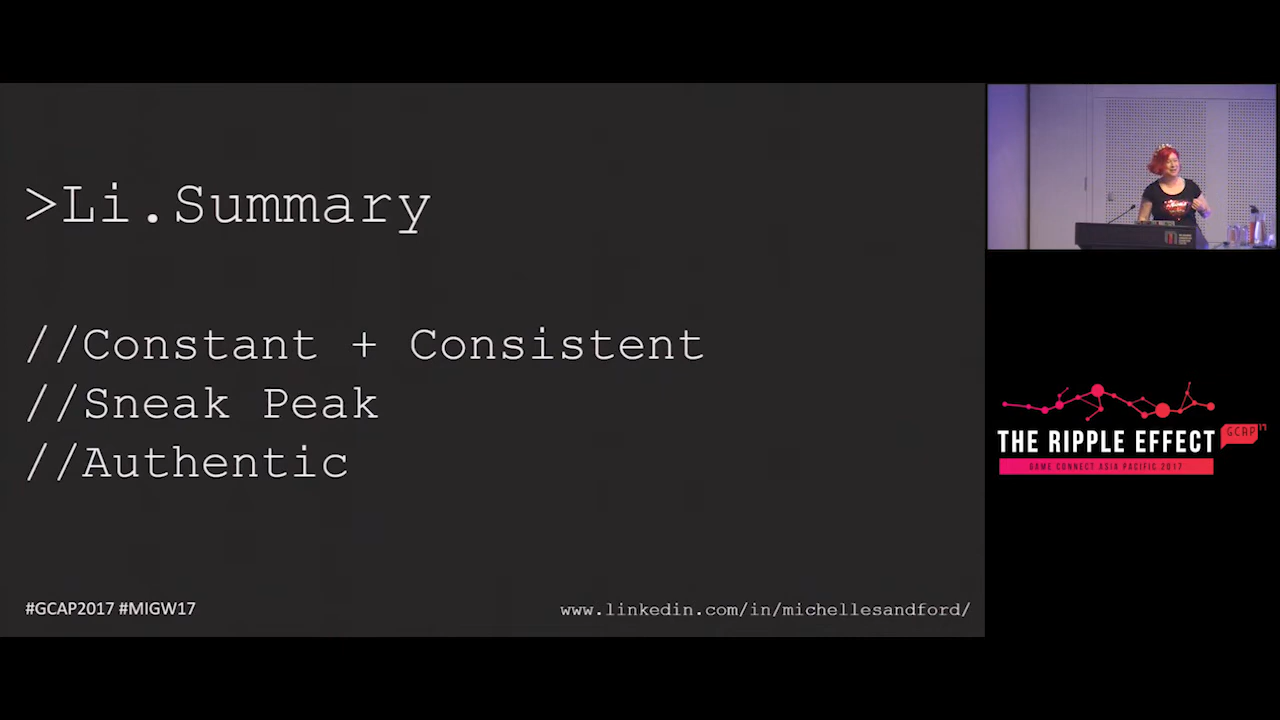 >Li.Summary
//Constant + Consistent
//Sneak Peak
//Authentic
#GCAP2017 #MIGW17
www.linkedin.com/in/michellesandford/
THE RIPPLE EFFECT
GCAP17
GAME CONNECT ASIA PACIFIC 2017